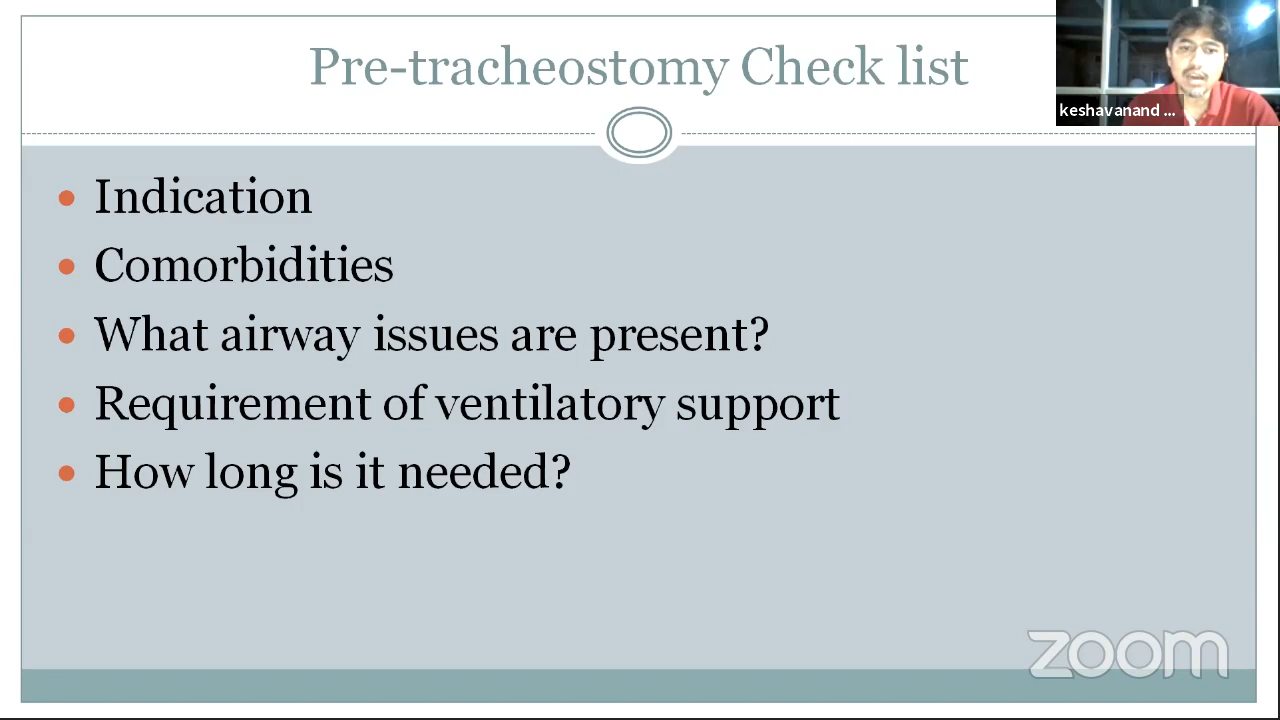 Pre-tracheostomy Check list
keshavanand ...
Indication
Comorbidities
What airway issues are present?
Requirement of ventilatory support
How long is it needed?
zoom